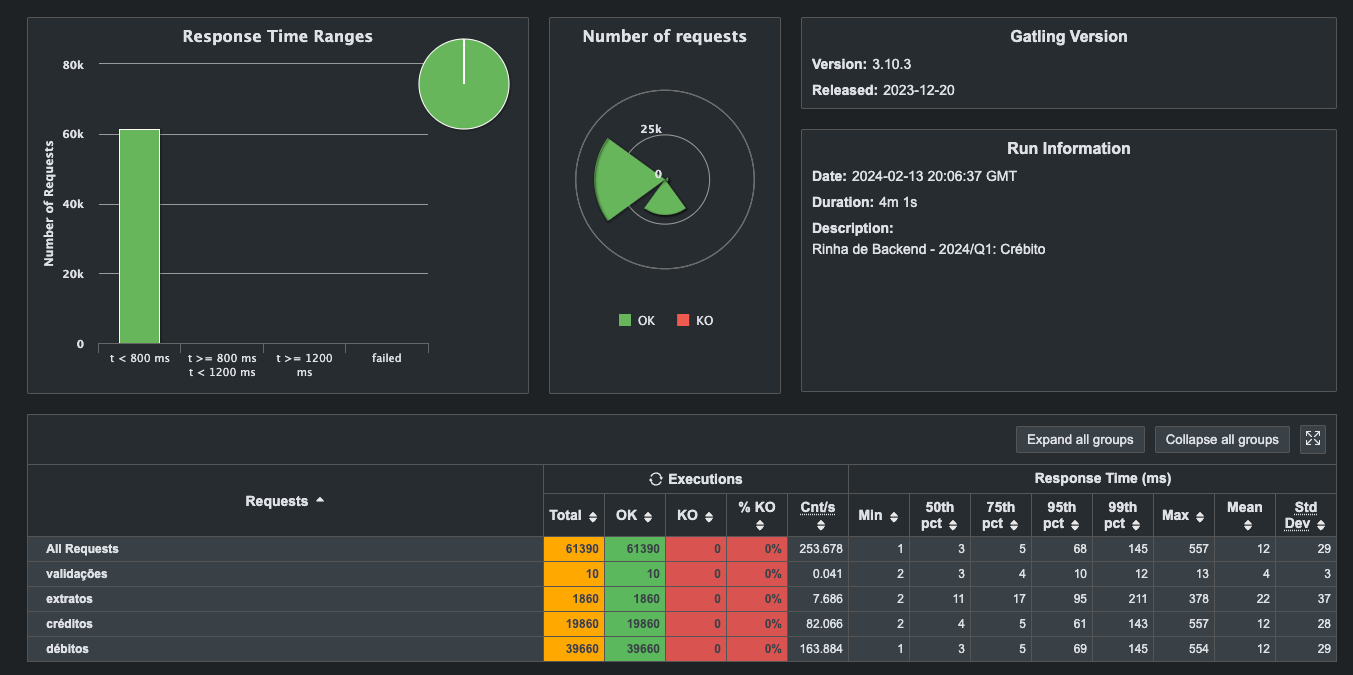 Response Time Ranges
80k
60k
40k
20k
0
Number of Requests
t < 800 ms
t >= 800 ms
t < 1200 ms
t >= 1200
ms
failed
Number of requests
25k
0
OK
KO
Gatling Version
Version: 3.10.3
Released: 2023-12-20
Run Information
Date: 2024-02-13 20:06:37 GMT
Duration: 4m 1s
Description:
Rinha de Backend - 2024/Q1: Crébito
Expand all groups Collapse all groups
Requests
Executions
Response Time (ms)
Total OK KO % KO Cnt/s Min 50th pct 75th pct 95th pct 99th pct Max Mean Std Dev
All Requests 61390 61390 0 0% 253.678 1 3 5 68 145 557 12 29
validações 10 10 0 0% 0.041 2 3 4 10 12 13 4 3
extratos 1860 1860 0 0% 7.686 2 11 17 95 211 378 22 37
créditos 19860 19860 0 0% 82.066 2 4 5 61 143 557 12 28
débitos 39660 39660 0 0% 163.884 1 3 5 69 145 554 12 29